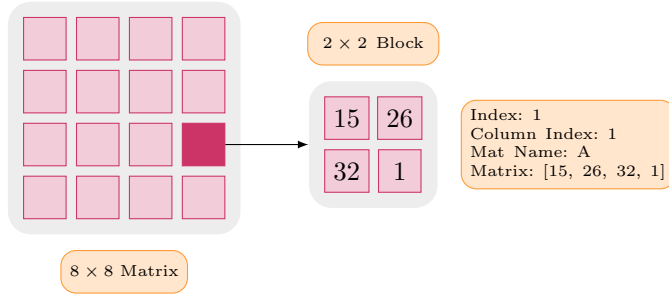 2 × 2 Block
15 26
32 1
Index: 1
Column Index: 1
Mat Name: A
Matrix: [15, 26, 32, 1]
8 × 8 Matrix